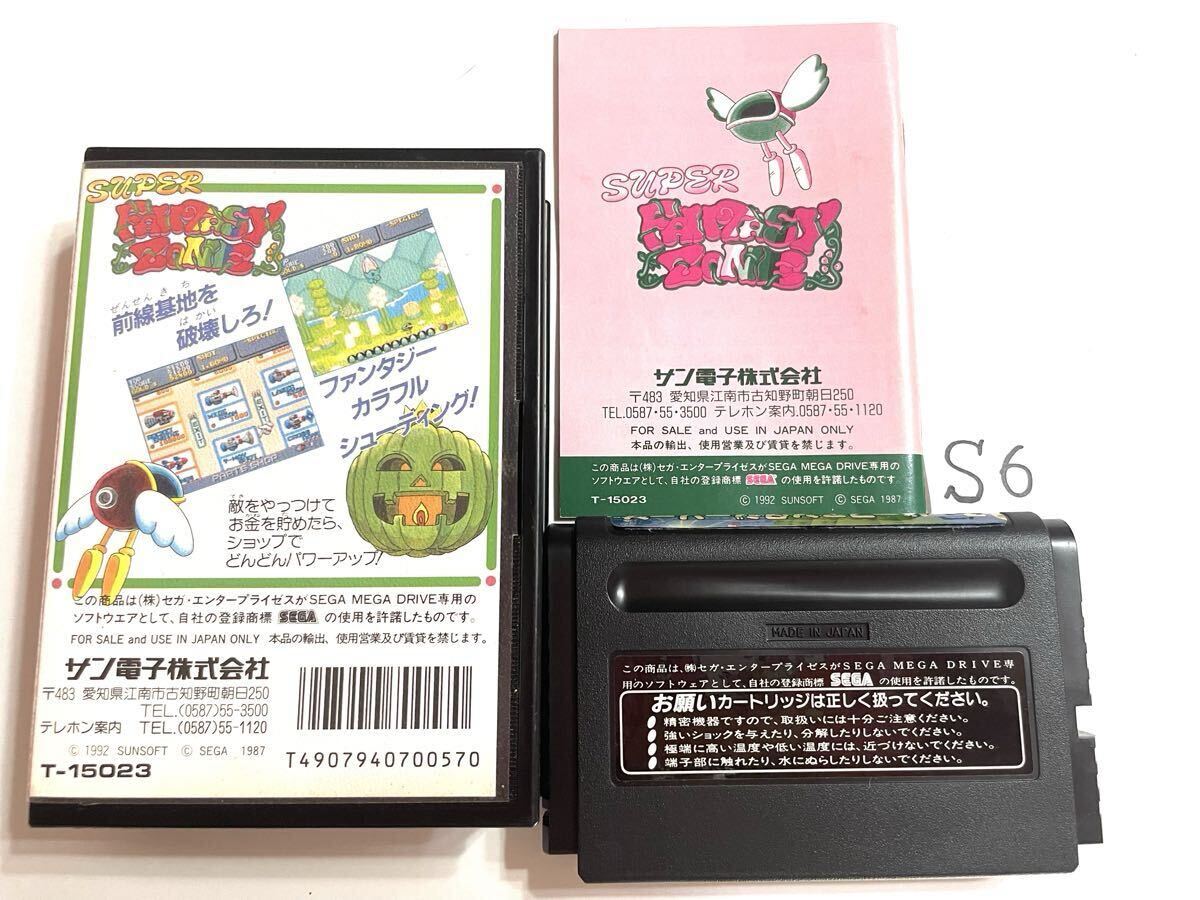 SUPER
FANTASY
ZONE
ぜんせんきち
前線基地を
はかい
破壊しろ!
SHOT
SPECIAL
PARTS SHOP
ファンタジー
カラフル
シューティング!
てき
敵をやっつけて
お金を貯めたら、
ショップで
どんどんパワーアップ!
この商品は(株)セガ・エンタープライゼスがSEGA MEGA DRIVE専用の
ソフトウエアとして、自社の登録商標 SEGA の使用を許諾したものです。
FOR SALE and USE IN JAPAN ONLY 本品の輸出、使用営業及び賃貸を禁じます。
サン電子株式会社
〒483 愛知県江南市古知野町朝日250
TEL.(0587)55-3500
テレホン案内 TEL.(0587)55-1120
© 1992 SUNSOFT © SEGA 1987
T-15023
T4907940700570
SUPER
FANTASY
ZONE
サン電子株式会社
〒483 愛知県江南市古知野町朝日250
TEL.0587・55・3500 テレホン案内.0587・55・1120
FOR SALE and USE IN JAPAN ONLY
本品の輸出、使用営業及び賃貸を禁じます。
この商品は(株)セガ・エンタープライゼスがSEGA MEGA DRIVE専用の
ソフトウエアとして、自社の登録商標 SEGA の使用を許諾したものです
T-15023 © 1992 SUNSOFT © SEGA 1987
S6
MADE IN JAPAN
この商品は、㈱セガ・エンタープライゼスがSEGA MEGA DRIVE専
用のソフトウェアとして、自社の登録商標 SEGA の使用を許諾したものです。
お願いカートリッジは正しく扱ってください。
● 精密機器ですので、取扱いには十分ご注意ください。
● 強いショックを与えたり、分解したりしないでください。
● 極端に高い温度や低い温度には、近づけないでください。
● 端子部に触れたり、水にぬらしたりしないでください。